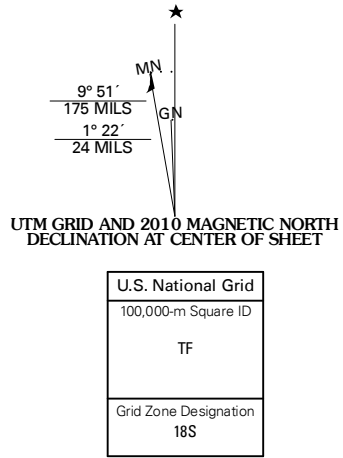 MN
9° 51´
175 MILS
GN
1° 22´
24 MILS
UTM GRID AND 2010 MAGNETIC NORTH
DECLINATION AT CENTER OF SHEET
U.S. National Grid
100,000-m Square ID
TF
Grid Zone Designation
18S